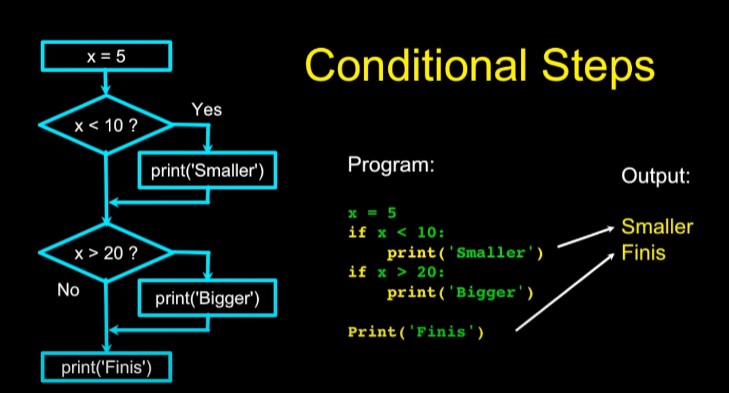 Conditional Steps
x = 5
x < 10 ?
Yes
print('Smaller')
x > 20 ?
No
print('Bigger')
print('Finis')
Program:
x = 5
if x < 10:
    print('Smaller')
if x > 20:
    print('Bigger')
Print('Finis')
Output:
Smaller
Finis